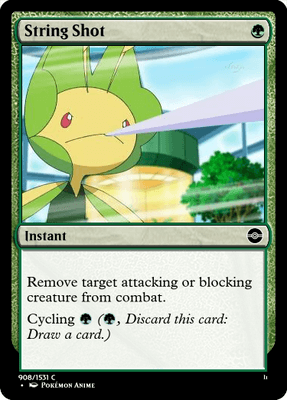 String Shot
Instant
Remove target attacking or blocking
creature from combat.
Cycling (, Discard this card:
Draw a card.)
908/1531 C
• Pokémon Anime